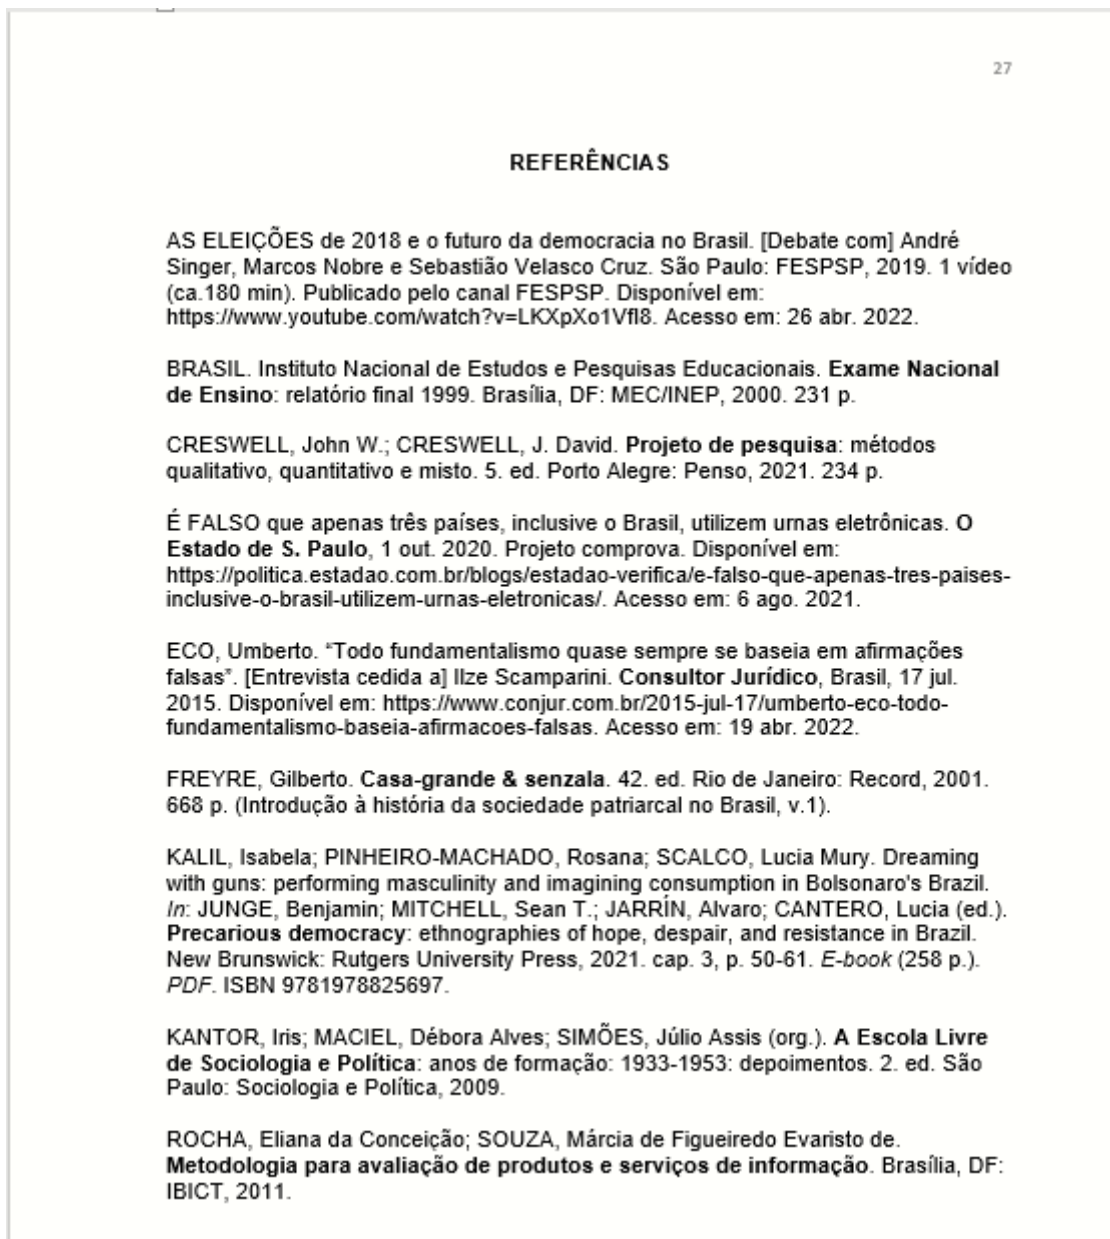 27
REFERÊNCIAS
AS ELEIÇÕES de 2018 e o futuro da democracia no Brasil. [Debate com] André
Singer, Marcos Nobre e Sebastião Velasco Cruz. São Paulo: FESPSP, 2019. 1 vídeo
(ca.180 min). Publicado pelo canal FESPSP. Disponível em:
https://www.youtube.com/watch?v=LKXpXo1Vfl8. Acesso em: 26 abr. 2022.
BRASIL. Instituto Nacional de Estudos e Pesquisas Educacionais. Exame Nacional
de Ensino: relatório final 1999. Brasília, DF: MEC/INEP, 2000. 231 p.
CRESWELL, John W.; CRESWELL, J. David. Projeto de pesquisa: métodos
qualitativo, quantitativo e misto. 5. ed. Porto Alegre: Penso, 2021. 234 p.
É FALSO que apenas três países, inclusive o Brasil, utilizem urnas eletrônicas. O
Estado de S. Paulo, 1 out. 2020. Projeto comprova. Disponível em:
https://politica.estadao.com.br/blogs/estadao-verifica/e-falso-que-apenas-tres-paises-
inclusive-o-brasil-utilizem-urnas-eletronicas/. Acesso em: 6 ago. 2021.
ECO, Umberto. “Todo fundamentalismo quase sempre se baseia em afirmações
falsas”. [Entrevista cedida a] Ilze Scamparini. Consultor Jurídico, Brasil, 17 jul.
2015. Disponível em: https://www.conjur.com.br/2015-jul-17/umberto-eco-todo-
fundamentalismo-baseia-afirmacoes-falsas. Acesso em: 19 abr. 2022.
FREYRE, Gilberto. Casa-grande & senzala. 42. ed. Rio de Janeiro: Record, 2001.
668 p. (Introdução à história da sociedade patriarcal no Brasil, v.1).
KALIL, Isabela; PINHEIRO-MACHADO, Rosana; SCALCO, Lucia Mury. Dreaming
with guns: performing masculinity and imagining consumption in Bolsonaro's Brazil.
In: JUNGE, Benjamin; MITCHELL, Sean T.; JARRÍN, Alvaro; CANTERO, Lucia (ed.).
Precarious democracy: ethnographies of hope, despair, and resistance in Brazil.
New Brunswick: Rutgers University Press, 2021. cap. 3, p. 50-61. E-book (258 p.).
PDF. ISBN 9781978825697.
KANTOR, Iris; MACIEL, Débora Alves; SIMÕES, Júlio Assis (org.). A Escola Livre
de Sociologia e Política: anos de formação: 1933-1953: depoimentos. 2. ed. São
Paulo: Sociologia e Política, 2009.
ROCHA, Eliana da Conceição; SOUZA, Márcia de Figueiredo Evaristo de.
Metodologia para avaliação de produtos e serviços de informação. Brasília, DF:
IBICT, 2011.